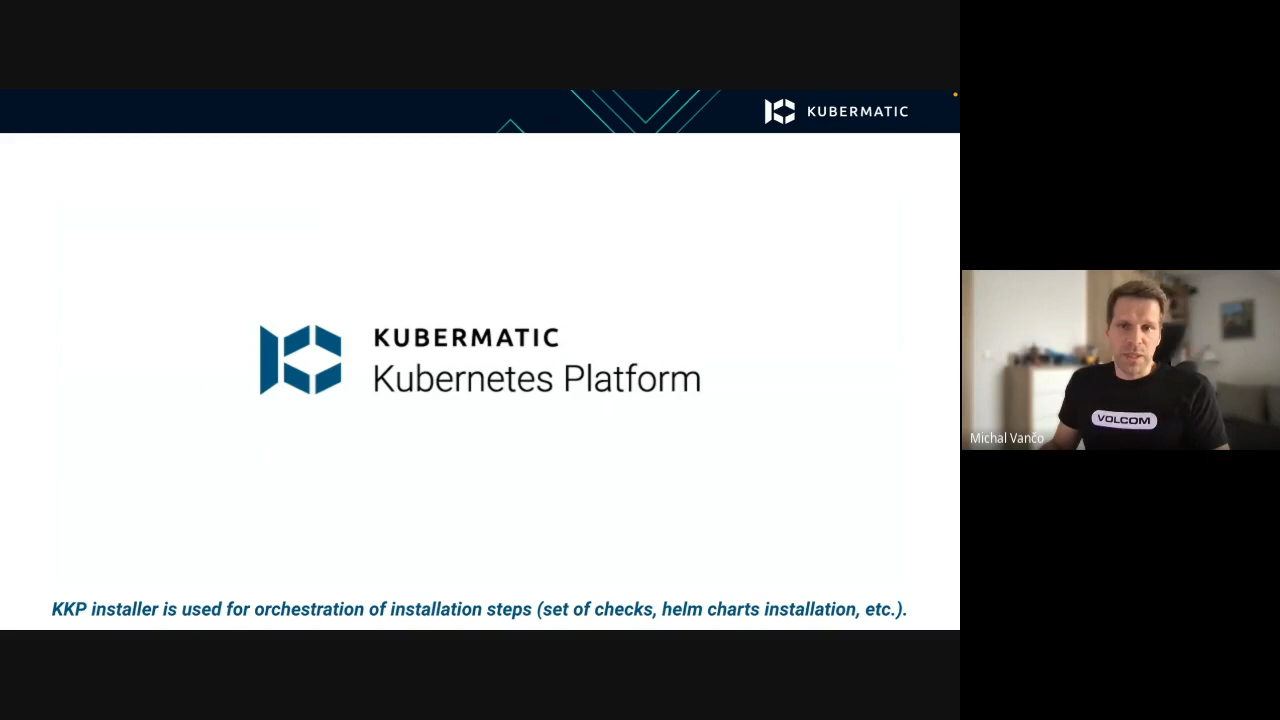 KUBERMATIC
KUBERMATIC
Kubernetes Platform
KKP installer is used for orchestration of installation steps (set of checks, helm charts installation, etc.).
VOLCOM
Michal Vančo